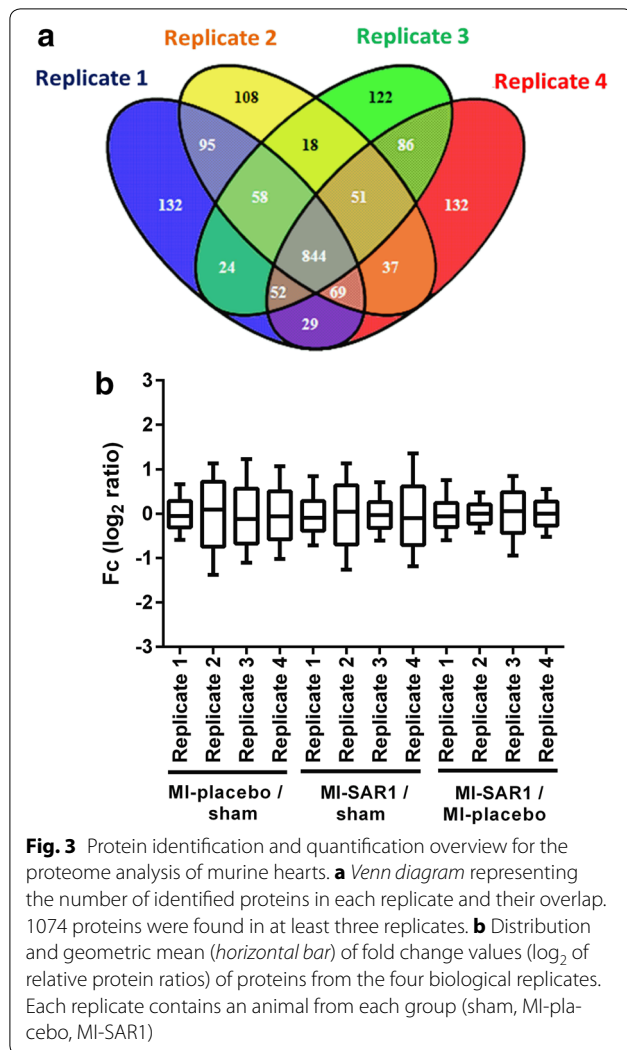 a
Replicate 2
Replicate 3
Replicate 1
Replicate 4
108
122
95
18
86
132
58
51
132
844
24
37
52
69
29
b
Fc (log₂ ratio)
3
2
1
0
-1
-2
-3
Replicate 1
Replicate 2
Replicate 3
Replicate 4
Replicate 1
Replicate 2
Replicate 3
Replicate 4
Replicate 1
Replicate 2
Replicate 3
Replicate 4
MI-placebo /
sham
MI-SAR1 /
sham
MI-SAR1 /
MI-placebo
Fig. 3 Protein identification and quantification overview for the
proteome analysis of murine hearts. a Venn diagram representing
the number of identified proteins in each replicate and their overlap.
1074 proteins were found in at least three replicates. b Distribution
and geometric mean (horizontal bar) of fold change values (log₂ of
relative protein ratios) of proteins from the four biological replicates.
Each replicate contains an animal from each group (sham, MI-pla-
cebo, MI-SAR1)